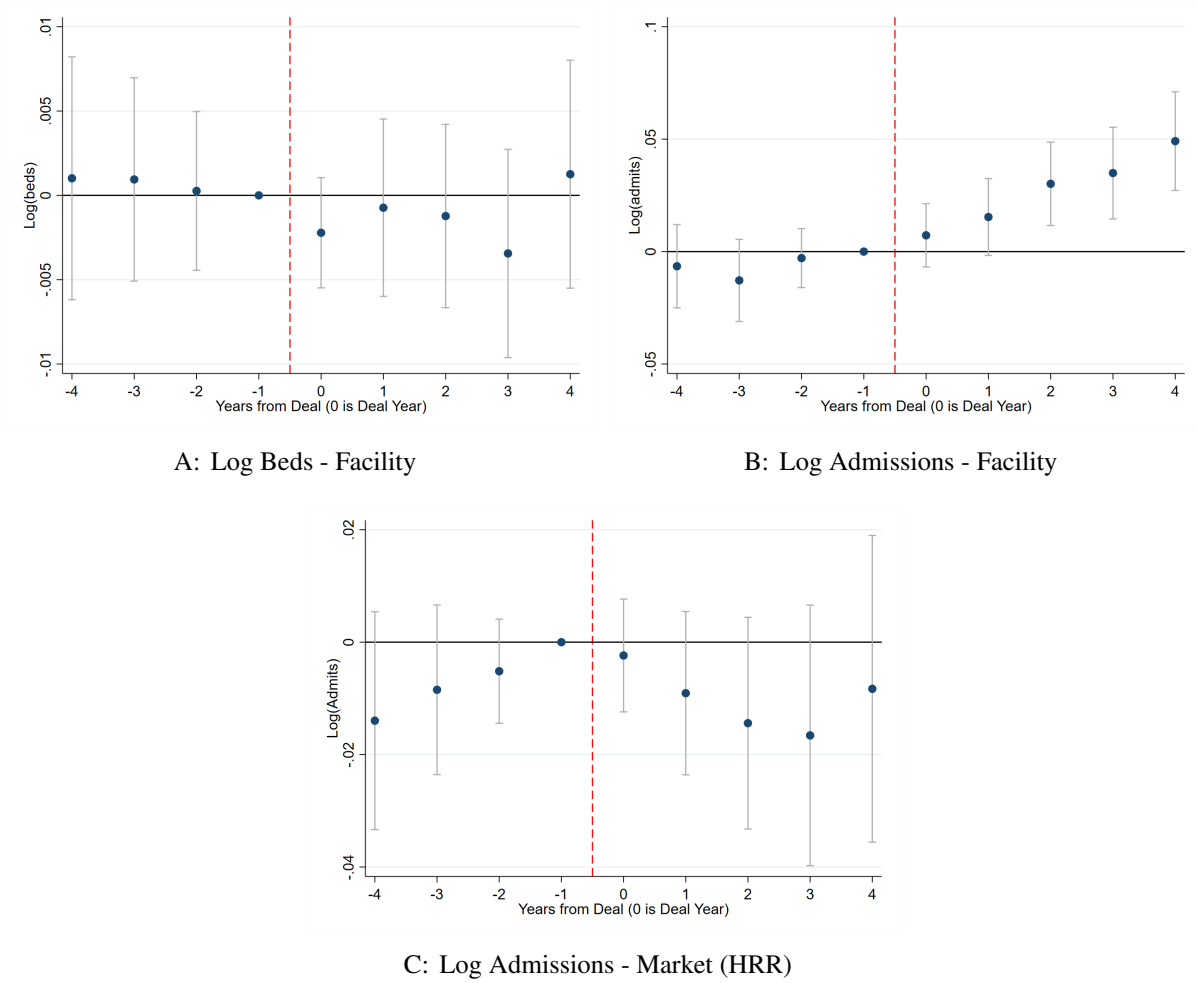 .01
.005
0
-.005
-.01
Log(beds)
-4 -3 -2 -1 0 1 2 3 4
Years from Deal (0 is Deal Year)
A: Log Beds - Facility
.1
.05
0
-.05
Log(admits)
-4 -3 -2 -1 0 1 2 3 4
Years from Deal (0 is Deal Year)
B: Log Admissions - Facility
.02
0
-.02
-.04
Log(Admits)
-4 -3 -2 -1 0 1 2 3 4
Years from Deal (0 is Deal Year)
C: Log Admissions - Market (HRR)